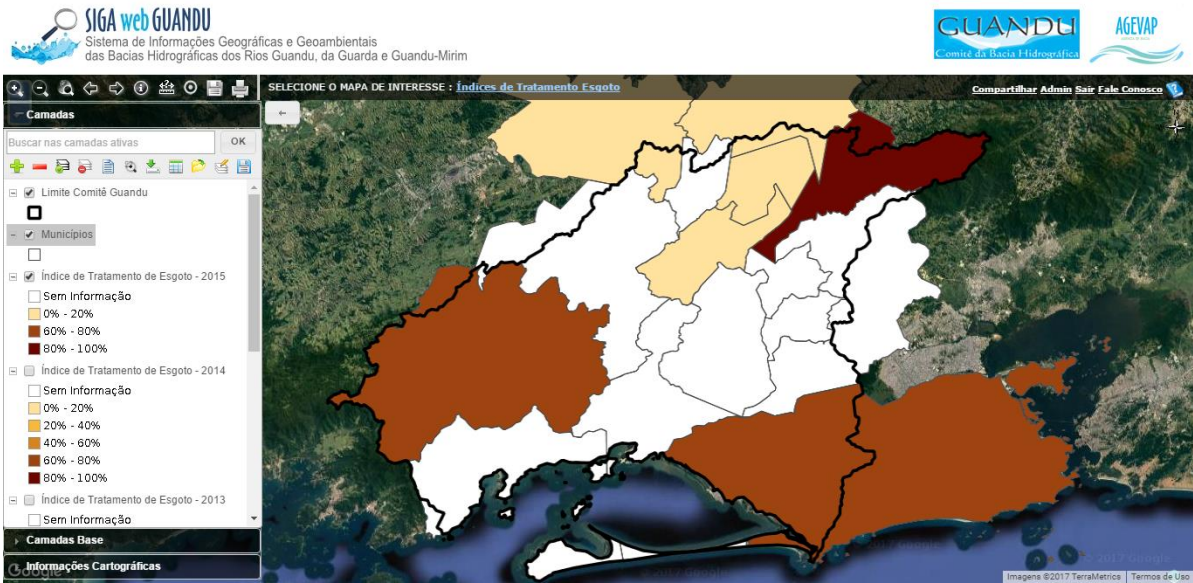 SIGA web GUANDU
Sistema de Informações Geográficas e Geoambientais
das Bacias Hidrográficas dos Rios Guandu, da Guarda e Guandu-Mirim
GUANDU
Comitê da Bacia Hidrográfica
AGEVAP
SELECIONE O MAPA DE INTERESSE : Índices de Tratamento Esgoto
Compartilhar Admin Sair Fale Conosco
Camadas
Buscar nas camadas ativas
OK
Limite Comitê Guandu
Municípios
Índice de Tratamento de Esgoto - 2015
Sem Informação
0% - 20%
60% - 80%
80% - 100%
Índice de Tratamento de Esgoto - 2014
Sem Informação
0% - 20%
20% - 40%
40% - 60%
60% - 80%
80% - 100%
Índice de Tratamento de Esgoto - 2013
Sem Informação
Camadas Base
Informações Cartográficas
Google
Imagens ©2017 TerraMetrics
Termos de Uso